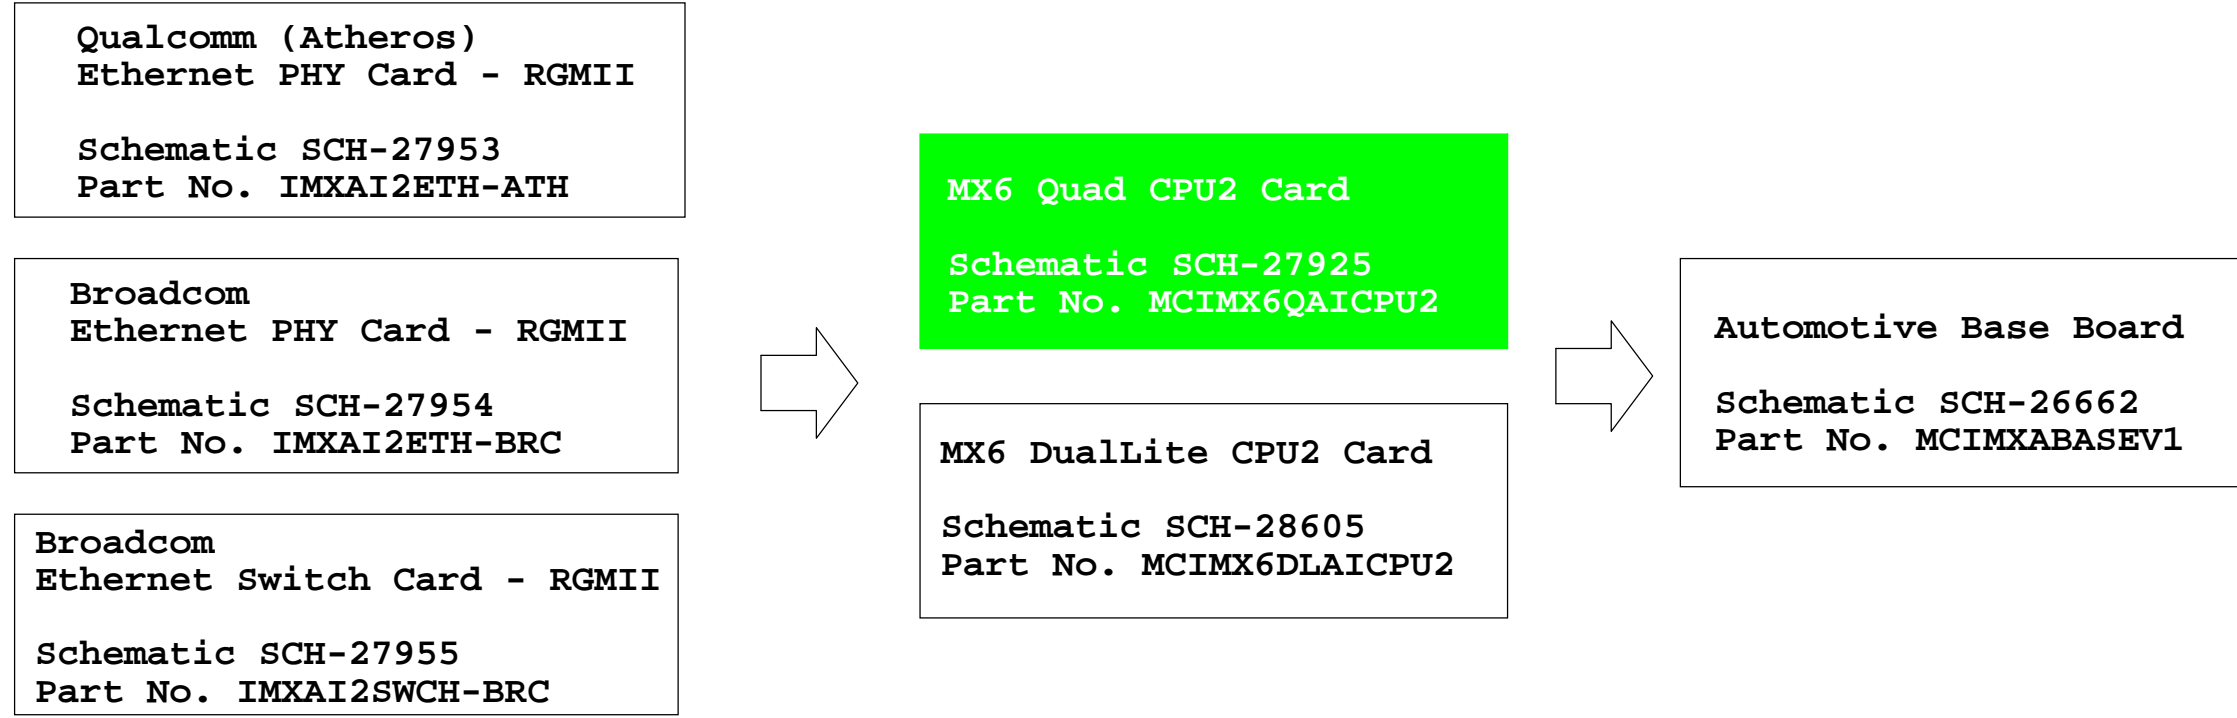 Qualcomm (Atheros)
Ethernet PHY Card - RGMII
Schematic SCH-27953
Part No. IMXAI2ETH-ATH
Broadcom
Ethernet PHY Card - RGMII
Schematic SCH-27954
Part No. IMXAI2ETH-BRC
Broadcom
Ethernet Switch Card - RGMII
Schematic SCH-27955
Part No. IMXAI2SWCH-BRC
MX6 Quad CPU2 Card
Schematic SCH-27925
Part No. MCIMX6QAICPU2
MX6 DualLite CPU2 Card
Schematic SCH-28605
Part No. MCIMX6DLAICPU2
Automotive Base Board
Schematic SCH-26662
Part No. MCIMXABASEV1